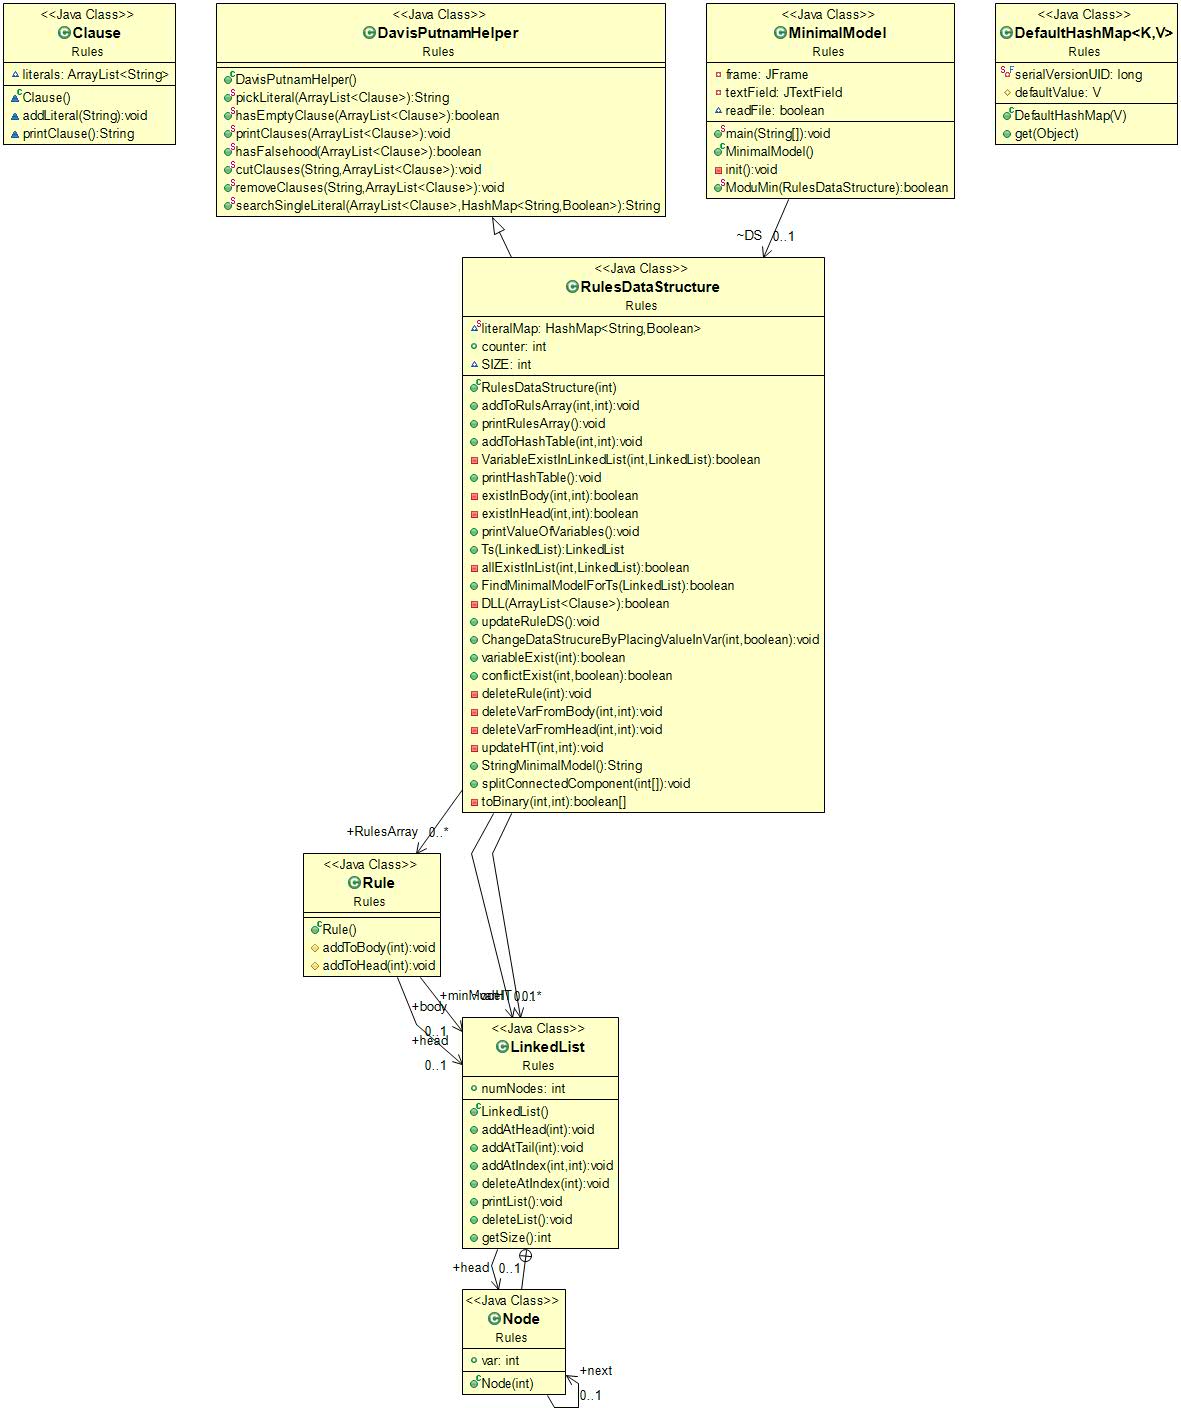 <<Java Class>>
Clause
Rules
literals: ArrayList<String>
Clause()
addLiteral(String):void
printClause():String
<<Java Class>>
DavisPutnamHelper
Rules
DavisPutnamHelper()
pickLiteral(ArrayList<Clause>):String
hasEmptyClause(ArrayList<Clause>):boolean
printClauses(ArrayList<Clause>):void
hasFalsehood(ArrayList<Clause>):boolean
cutClauses(String,ArrayList<Clause>):void
removeClauses(String,ArrayList<Clause>):void
searchSingleLiteral(ArrayList<Clause>,HashMap<String,Boolean>):String
<<Java Class>>
MinimalModel
Rules
frame: JFrame
textField: JTextField
readFile: boolean
main(String[]):void
MinimalModel()
init():void
ModuMin(RulesDataStructure):boolean
<<Java Class>>
DefaultHashMap<K,V>
Rules
serialVersionUID: long
defaultValue: V
DefaultHashMap(V)
get(Object)
~DS 0..1
<<Java Class>>
RulesDataStructure
Rules
literalMap: HashMap<String,Boolean>
counter: int
SIZE: int
RulesDataStructure(int)
addToRulsArray(int,int):void
printRulesArray():void
addToHashTable(int,int):void
VariableExistInLinkedList(int,LinkedList):boolean
printHashTable():void
existInBody(int,int):boolean
existInHead(int,int):boolean
printValueOfVariables():void
Ts(LinkedList):LinkedList
allExistInList(int,LinkedList):boolean
FindMinimalModelForTs(LinkedList):boolean
DLL(ArrayList<Clause>):boolean
updateRuleDS():void
ChangeDataStrucureByPlacingValueInVar(int,boolean):void
variableExist(int):boolean
conflictExist(int,boolean):boolean
deleteRule(int):void
deleteVarFromBody(int,int):void
deleteVarFromHead(int,int):void
updateHT(int,int):void
StringMinimalModel():String
splitConnectedComponent(int[]):void
toBinary(int,int):boolean[]
+RulesArray 0..*
<<Java Class>>
Rule
Rules
Rule()
addToBody(int):void
addToHead(int):void
+body
0..1
+head
0..1
<<Java Class>>
LinkedList
Rules
numNodes: int
LinkedList()
addAtHead(int):void
addAtTail(int):void
addAtIndex(int,int):void
deleteAtIndex(int):void
printList():void
deleteList():void
getSize():int
+head 0..1
<<Java Class>>
Node
Rules
var: int
Node(int)
+next
0..1